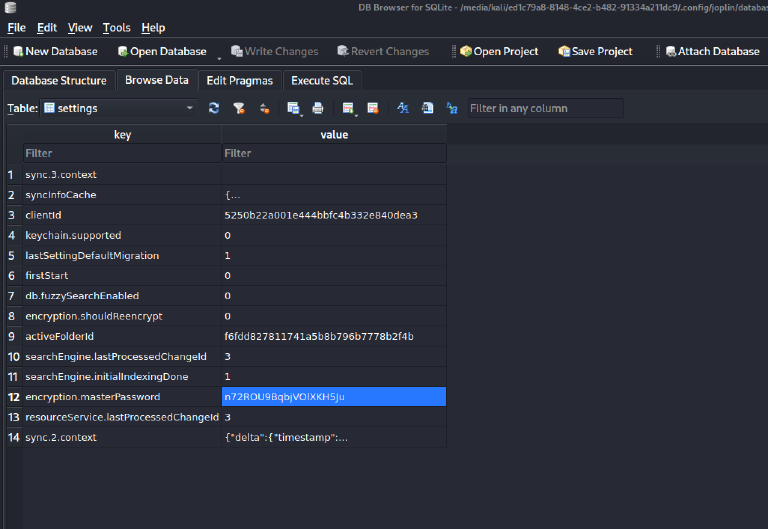 DB Browser for SQLite - /media/kali/ed1c79a8-8148-4ce2-b482-91334a211dc9/.config/joplin/databas
File Edit View Tools Help
New Database Open Database Write Changes Revert Changes Open Project Save Project Attach Database
Database Structure Browse Data Edit Pragmas Execute SQL
Table: settings Filter in any column
key value
Filter Filter
1 sync.3.context
2 syncInfoCache {...
3 clientId 5250b22a001e444bbfc4b332e840dea3
4 keychain.supported 0
5 lastSettingDefaultMigration 1
6 firstStart 0
7 db.fuzzySearchEnabled 0
8 encryption.shouldReencrypt 0
9 activeFolderId f6fdd827811741a5b8b796b7778b2f4b
10 searchEngine.lastProcessedChangeId 3
11 searchEngine.initialIndexingDone 1
12 encryption.masterPassword n72ROU9BqbjVOlXKH5Ju
13 resourceService.lastProcessedChangeId 3
14 sync.2.context {"delta":{"timestamp":...